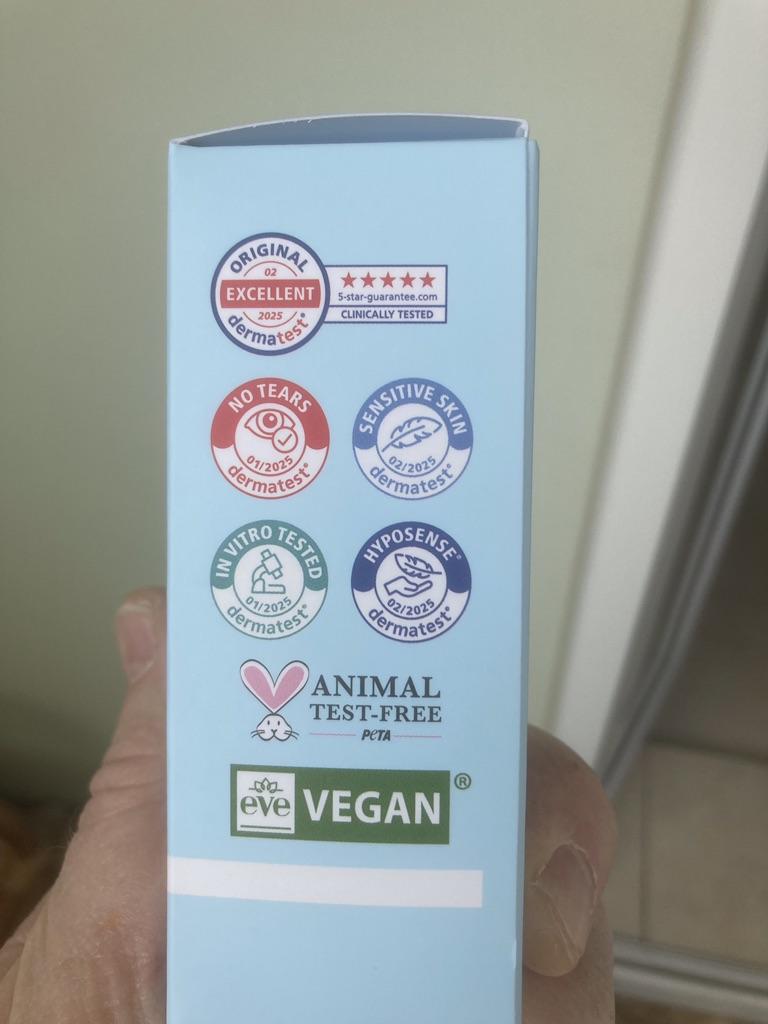 ORIGINAL
02
EXCELLENT
2025
dermatest®
★★★★★
5-star-guarantee.com
CLINICALLY TESTED
NO TEARS
01/2025
dermatest®
SENSITIVE SKIN
02/2025
dermatest®
IN VITRO TESTED
01/2025
dermatest®
HYPOSENSE®
02/2025
dermatest®
ANIMAL
TEST-FREE
PETA
eve VEGAN®